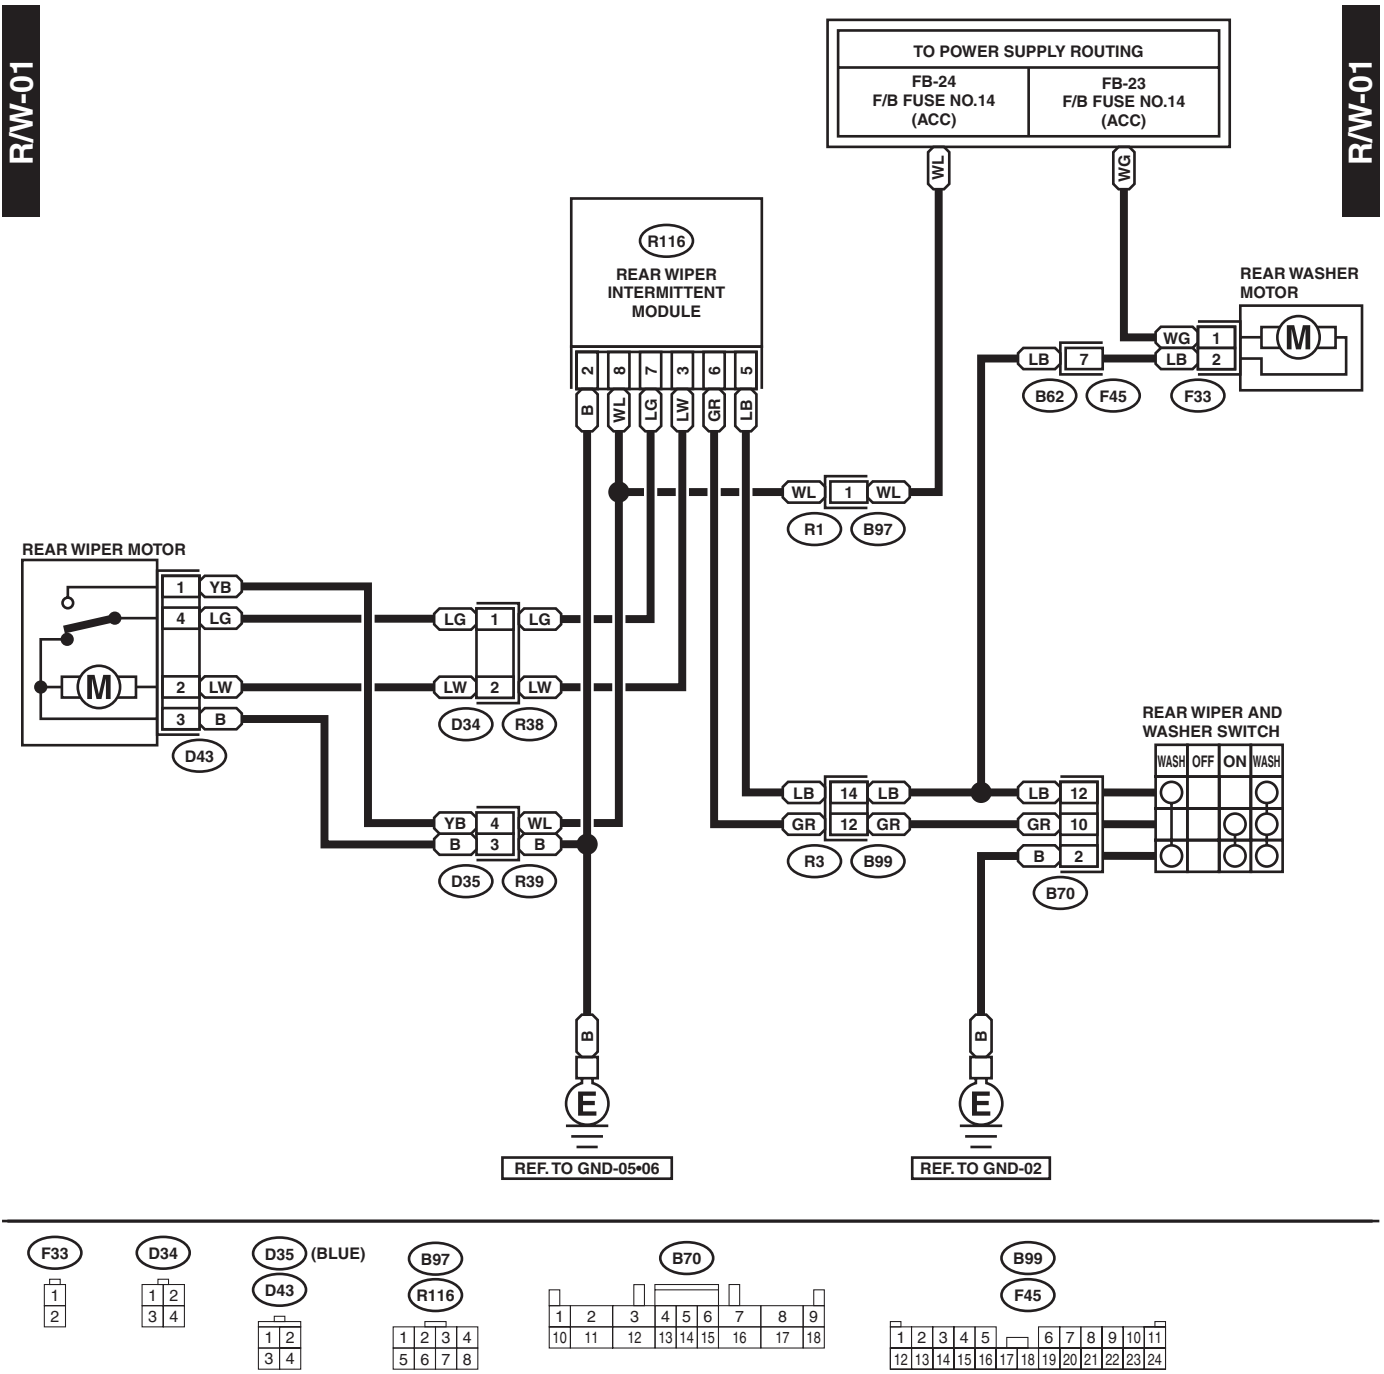 R/W-01
R/W-01
TO POWER SUPPLY ROUTING
FB-24
F/B FUSE NO.14
(ACC)
FB-23
F/B FUSE NO.14
(ACC)
WL
WG
R116
REAR WIPER
INTERMITTENT
MODULE
2 8 7 3 6 5
B WL LG LW GR LB
REAR WASHER
MOTOR
WG 1
LB 7 LB 2
M
B62 F45 F33
WL 1 WL
R1 B97
REAR WIPER MOTOR
1 YB
4 LG
M
2 LW
3 B
D43
LG 1 LG
LW 2 LW
D34 R38
YB 4 WL
B 3 B
D35 R39
REAR WIPER AND
WASHER SWITCH
WASH OFF ON WASH
LB 14 LB
GR 12 GR
R3 B99
LB 12
GR 10
B 2
B70
B
E
REF. TO GND-05•06
B
E
REF. TO GND-02
F33
1
2
D34
1 2
3 4
D35 (BLUE)
D43
1 2
3 4
B97
R116
1 2 3 4
5 6 7 8
B70
1 2 3 4 5 6 7 8 9
10 11 12 13 14 15 16 17 18
B99
F45
1 2 3 4 5 6 7 8 9 10 11
12 13 14 15 16 17 18 19 20 21 22 23 24